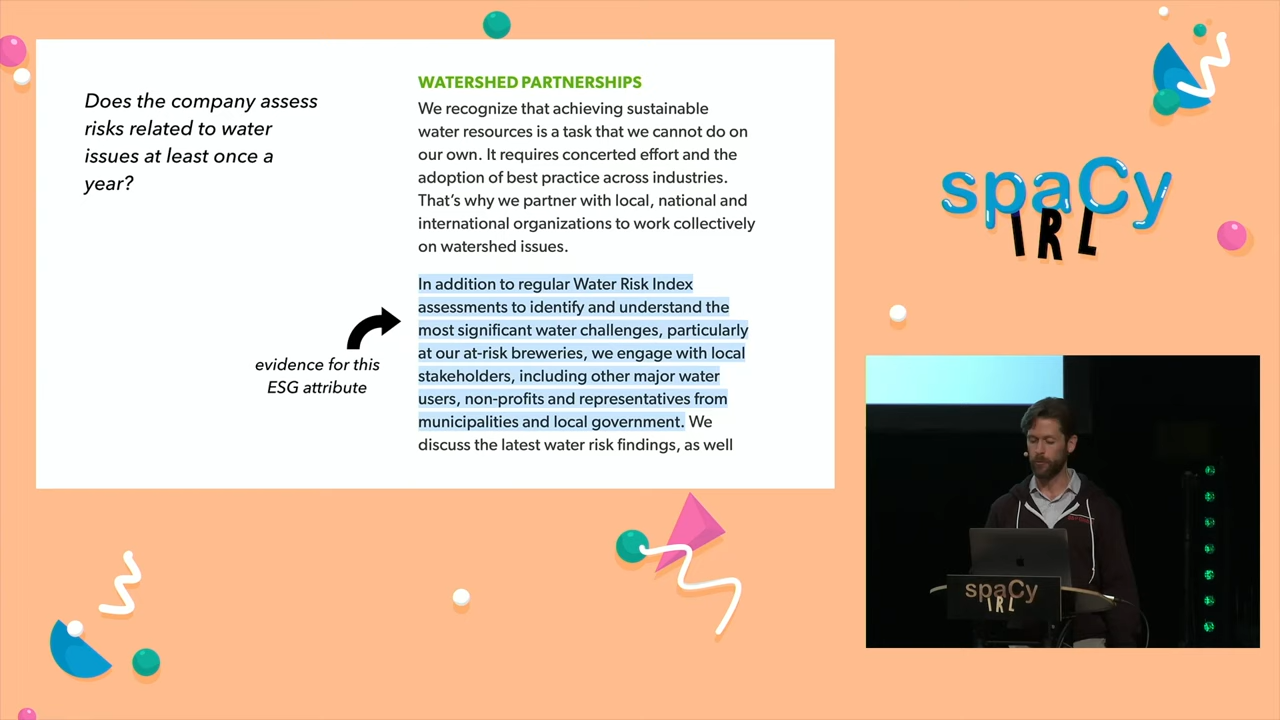 Does the company assess
risks related to water
issues at least once a
year?
WATERSHED PARTNERSHIPS
We recognize that achieving sustainable
water resources is a task that we cannot do on
our own. It requires concerted effort and the
adoption of best practice across industries.
That's why we partner with local, national and
international organizations to work collectively
on watershed issues.
In addition to regular Water Risk Index
assessments to identify and understand the
most significant water challenges, particularly
at our at-risk breweries, we engage with local
stakeholders, including other major water
users, non-profits and representatives from
municipalities and local government. We
discuss the latest water risk findings, as well
evidence for this
ESG attribute
spaCy
IRL
spaCy
IRL